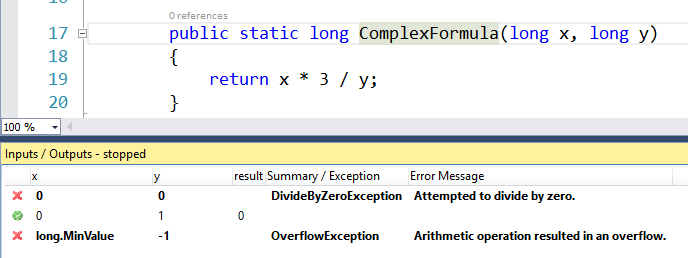 0 references
17 public static long ComplexFormula(long x, long y)
18 {
19 return x * 3 / y;
20 }
100 %
Inputs / Outputs - stopped
x y result Summary / Exception Error Message
0 0 DivideByZeroException Attempted to divide by zero.
0 1 0
long.MinValue -1 OverflowException Arithmetic operation resulted in an overflow.